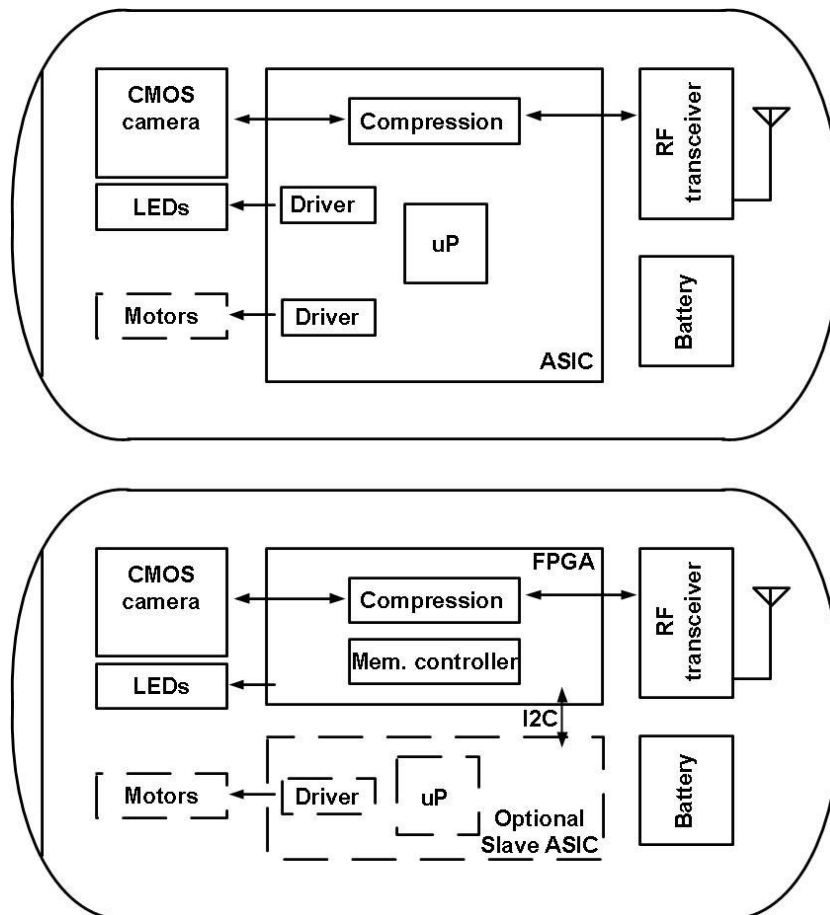 CMOS
camera
Compression
RF
transceiver
LEDs
Driver
uP
Motors
Driver
Battery
ASIC
CMOS
camera
FPGA
Compression
RF
transceiver
Mem. controller
LEDs
I2C
Motors
Driver
uP
Optional
Slave ASIC
Battery